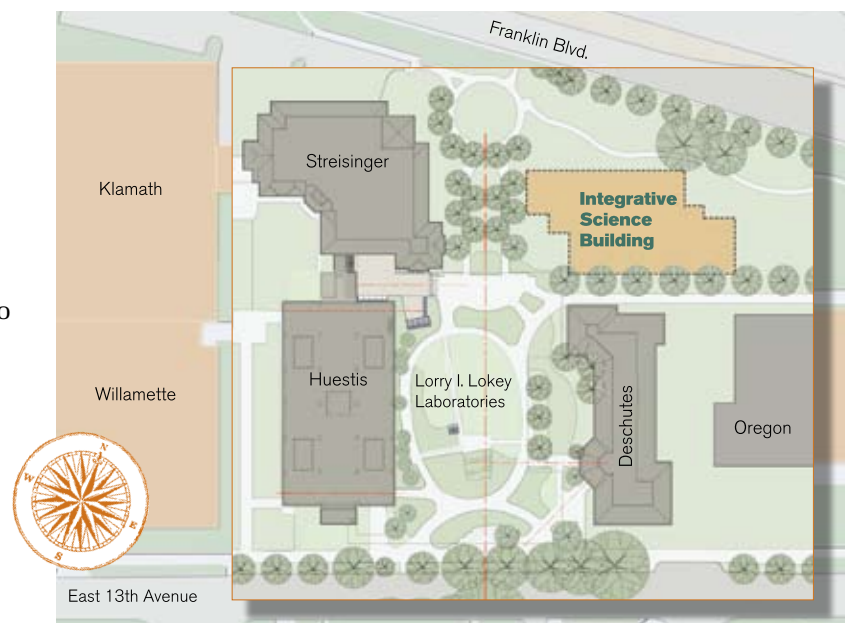 Franklin Blvd.
Streisinger
Klamath
Integrative
Science
Building
o
Huestis
Lorry I. Lokey
Laboratories
Willamette
Deschutes
Oregon
N
W
E
S
East 13th Avenue